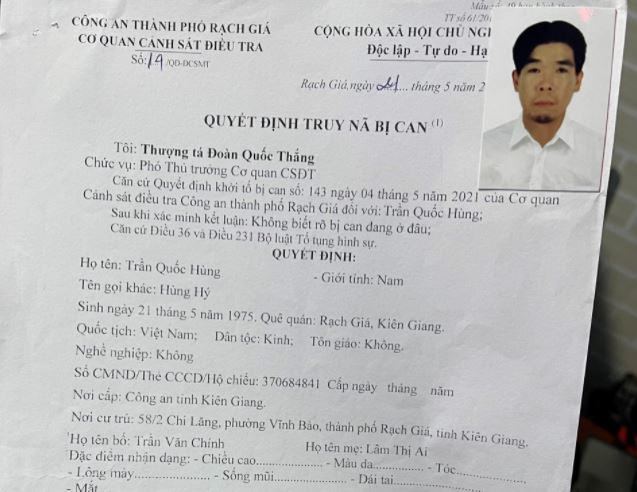 Mẫu số
TT số 61/201
CÔNG AN THÀNH PHỐ RẠCH GIÁ
CƠ QUAN CẢNH SÁT ĐIỀU TRA
Số: 19 /QĐ-ĐCSMT
CỘNG HÒA XÃ HỘI CHỦ NGH
Độc lập - Tự do - Hạ
Rạch Giá, ngày 21... tháng 5 năm 2
QUYẾT ĐỊNH TRUY NÃ BỊ CAN (1)
Tôi: Thượng tá Đoàn Quốc Thắng
Chức vụ: Phó Thủ trưởng Cơ quan CSĐT
Căn cứ Quyết định khởi tố bị can số: 143 ngày 04 tháng 5 năm 2021 của Cơ quan
Cảnh sát điều tra Công an thành phố Rạch Giá đối với: Trần Quốc Hùng;
Sau khi xác minh kết luận: Không biết rõ bị can đang ở đâu;
Căn cứ Điều 36 và Điều 231 Bộ luật Tố tụng hình sự.
QUYẾT ĐỊNH:
Họ tên: Trần Quốc Hùng - Giới tính: Nam
Tên gọi khác: Hùng Hý
Sinh ngày 21 tháng 5 năm 1975. Quê quán: Rạch Giá, Kiên Giang.
Quốc tịch: Việt Nam; Dân tộc: Kinh; Tôn giáo: Không.
Nghề nghiệp: Không
Số CMND/Thẻ CCCD/Hộ chiếu: 370684841 Cấp ngày tháng năm
Nơi cấp: Công an tỉnh Kiên Giang.
Nơi cư trú: 58/2 Chi Lăng, phường Vĩnh Bảo, thành phố Rạch Giá, tỉnh Kiên Giang.
Họ tên bố: Trần Văn Chính Họ tên mẹ: Lâm Thị Ai
Đặc điểm nhận dạng: - Chiều cao.................... - Màu da............... - Tóc....................
- Lông mày.................... - Sống mũi.................... - Dái tai....................
- Mắt